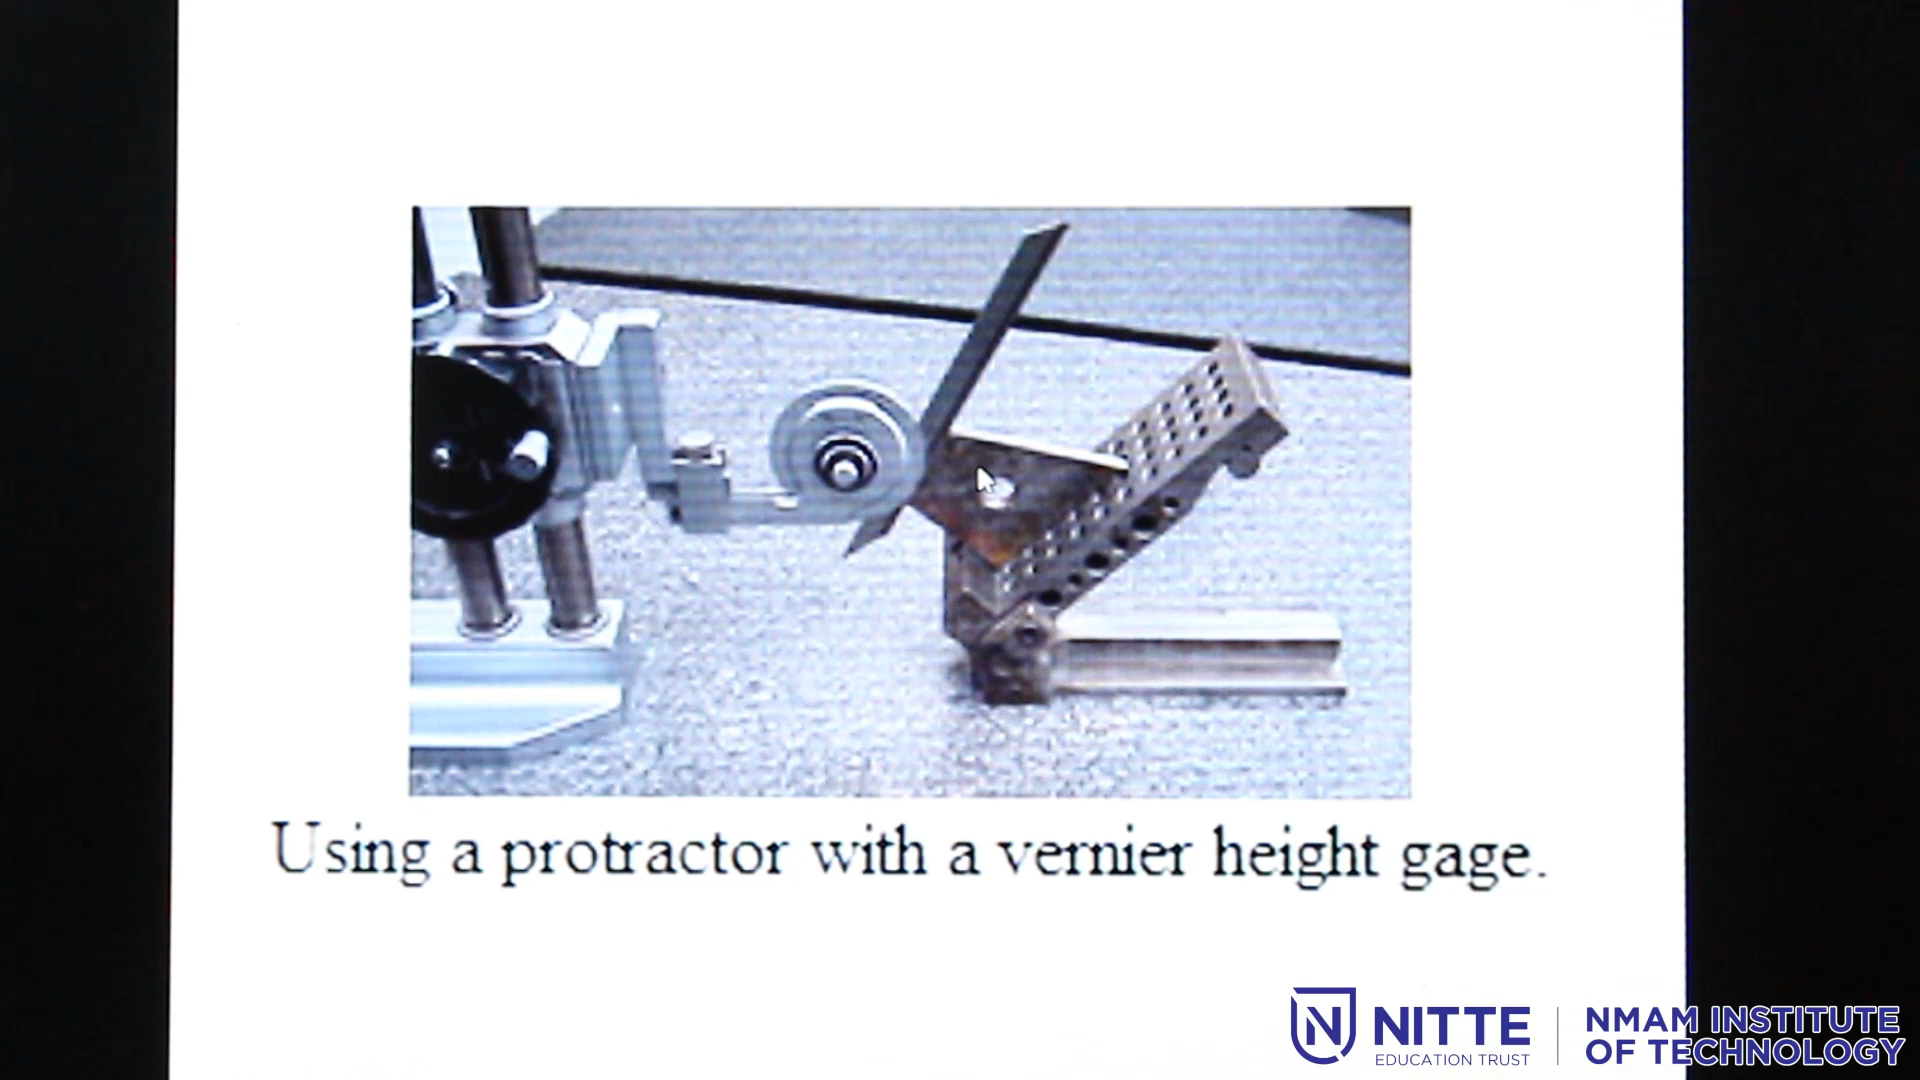 Using a protractor with a vernier height gage.
NITTE
EDUCATION TRUST
NMAM INSTITUTE
OF TECHNOLOGY